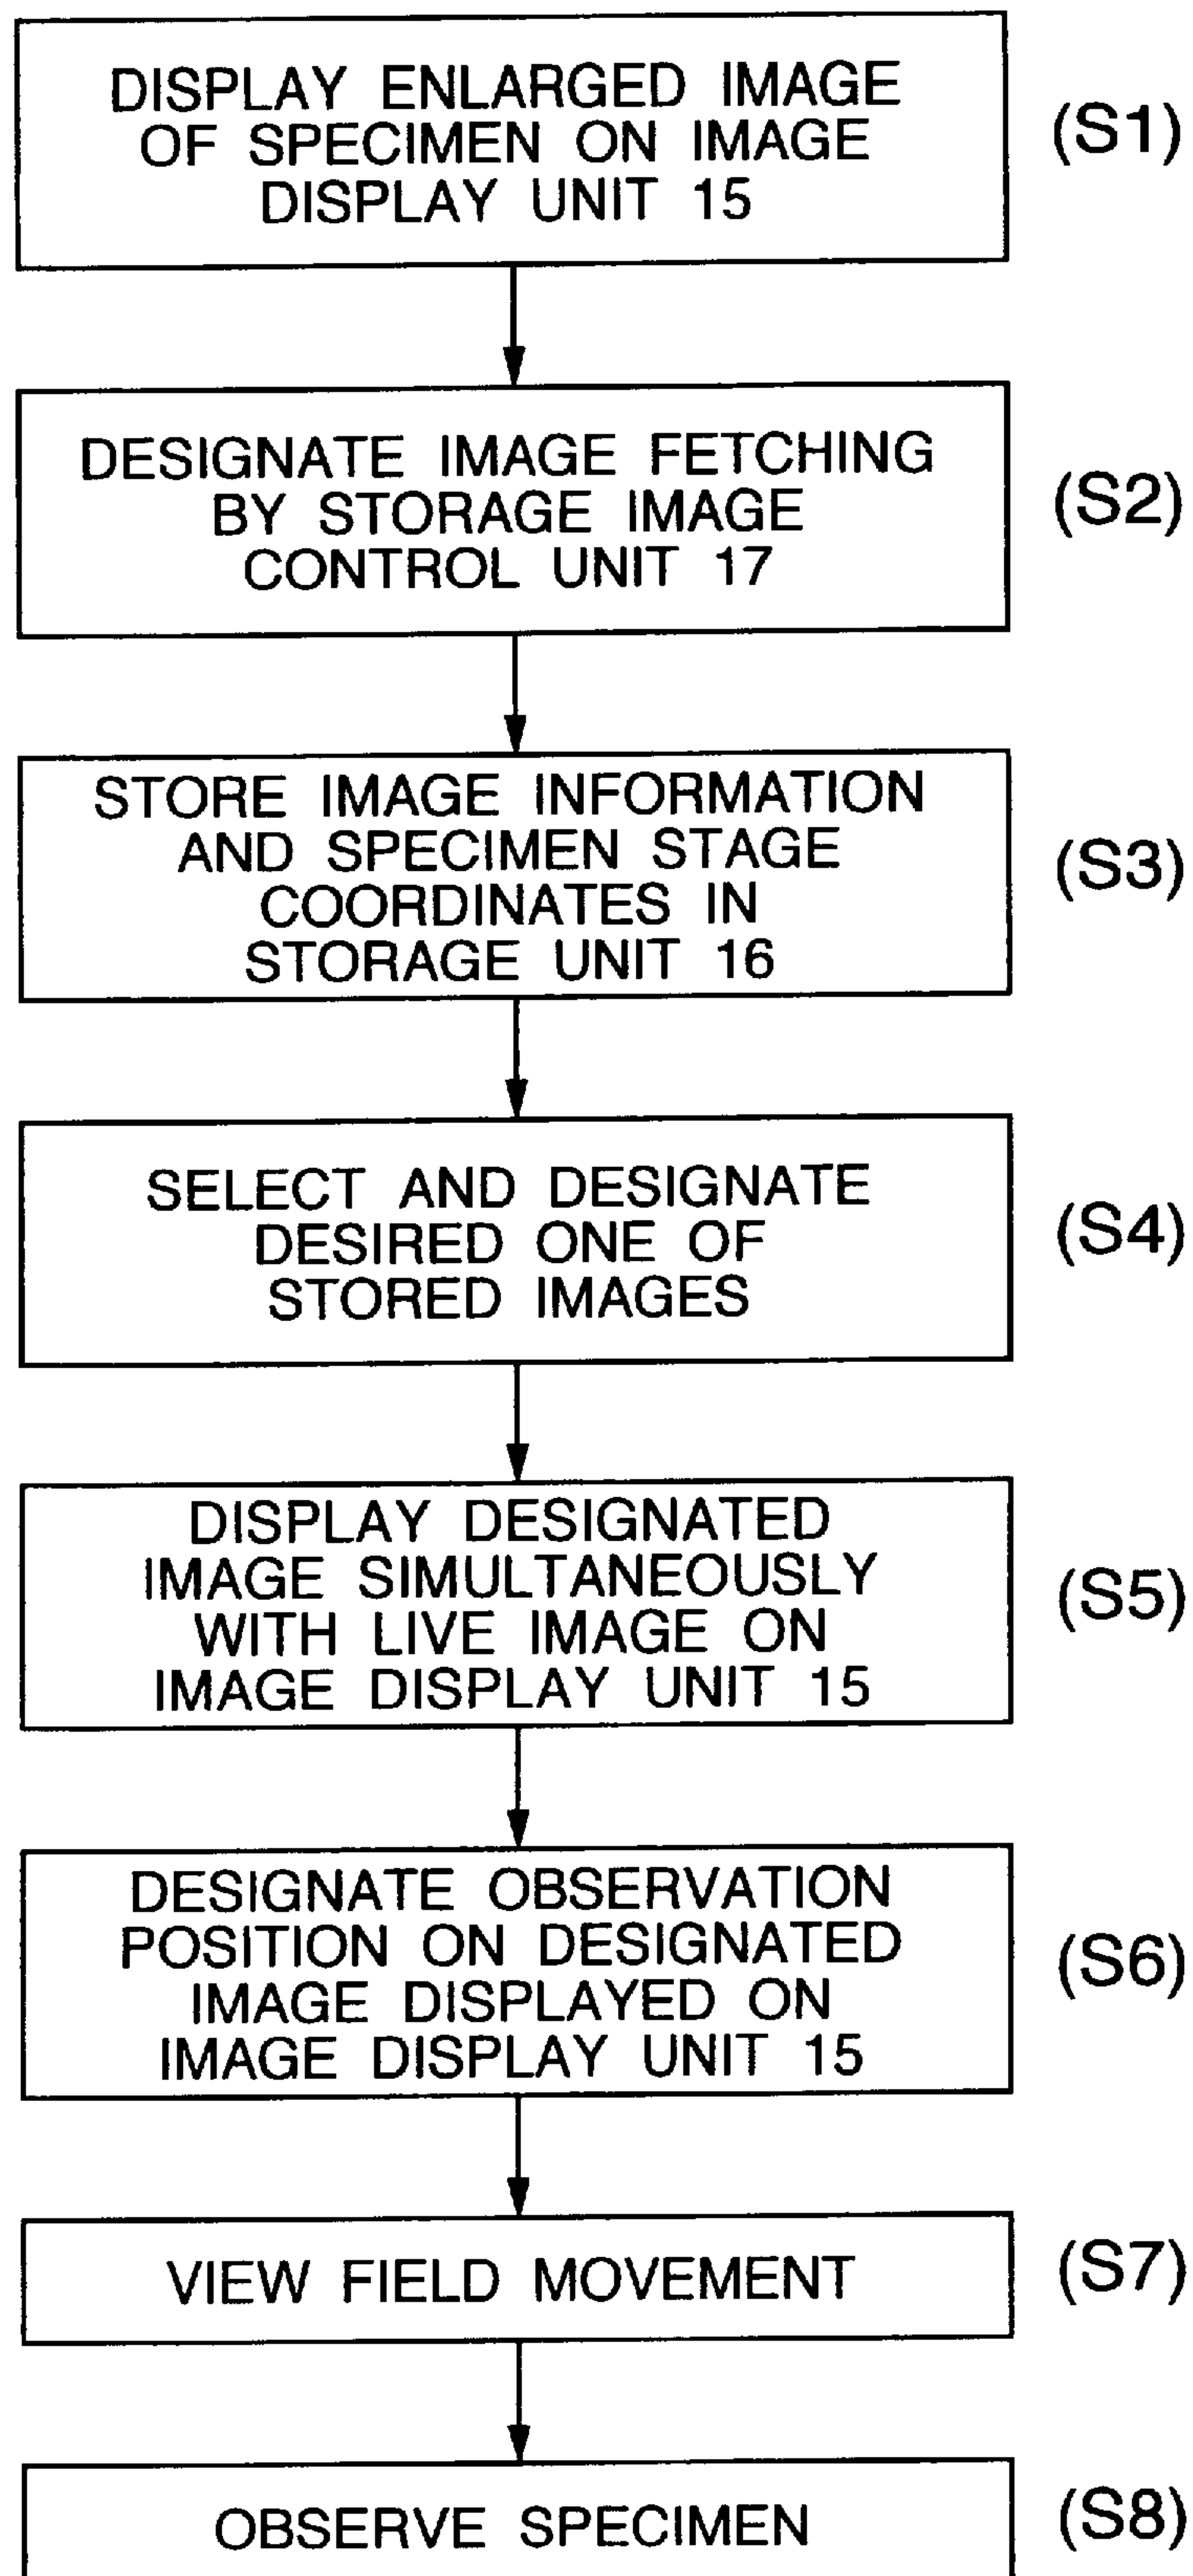 DISPLAY ENLARGED IMAGE
OF SPECIMEN ON IMAGE
DISPLAY UNIT 15
(S1)
DESIGNATE IMAGE FETCHING
BY STORAGE IMAGE
CONTROL UNIT 17
(S2)
STORE IMAGE INFORMATION
AND SPECIMEN STAGE
COORDINATES IN
STORAGE UNIT 16
(S3)
SELECT AND DESIGNATE
DESIRED ONE OF
STORED IMAGES
(S4)
DISPLAY DESIGNATED
IMAGE SIMULTANEOUSLY
WITH LIVE IMAGE ON
IMAGE DISPLAY UNIT 15
(S5)
DESIGNATE OBSERVATION
POSITION ON DESIGNATED
IMAGE DISPLAYED ON
IMAGE DISPLAY UNIT 15
(S6)
VIEW FIELD MOVEMENT
(S7)
OBSERVE SPECIMEN
(S8)